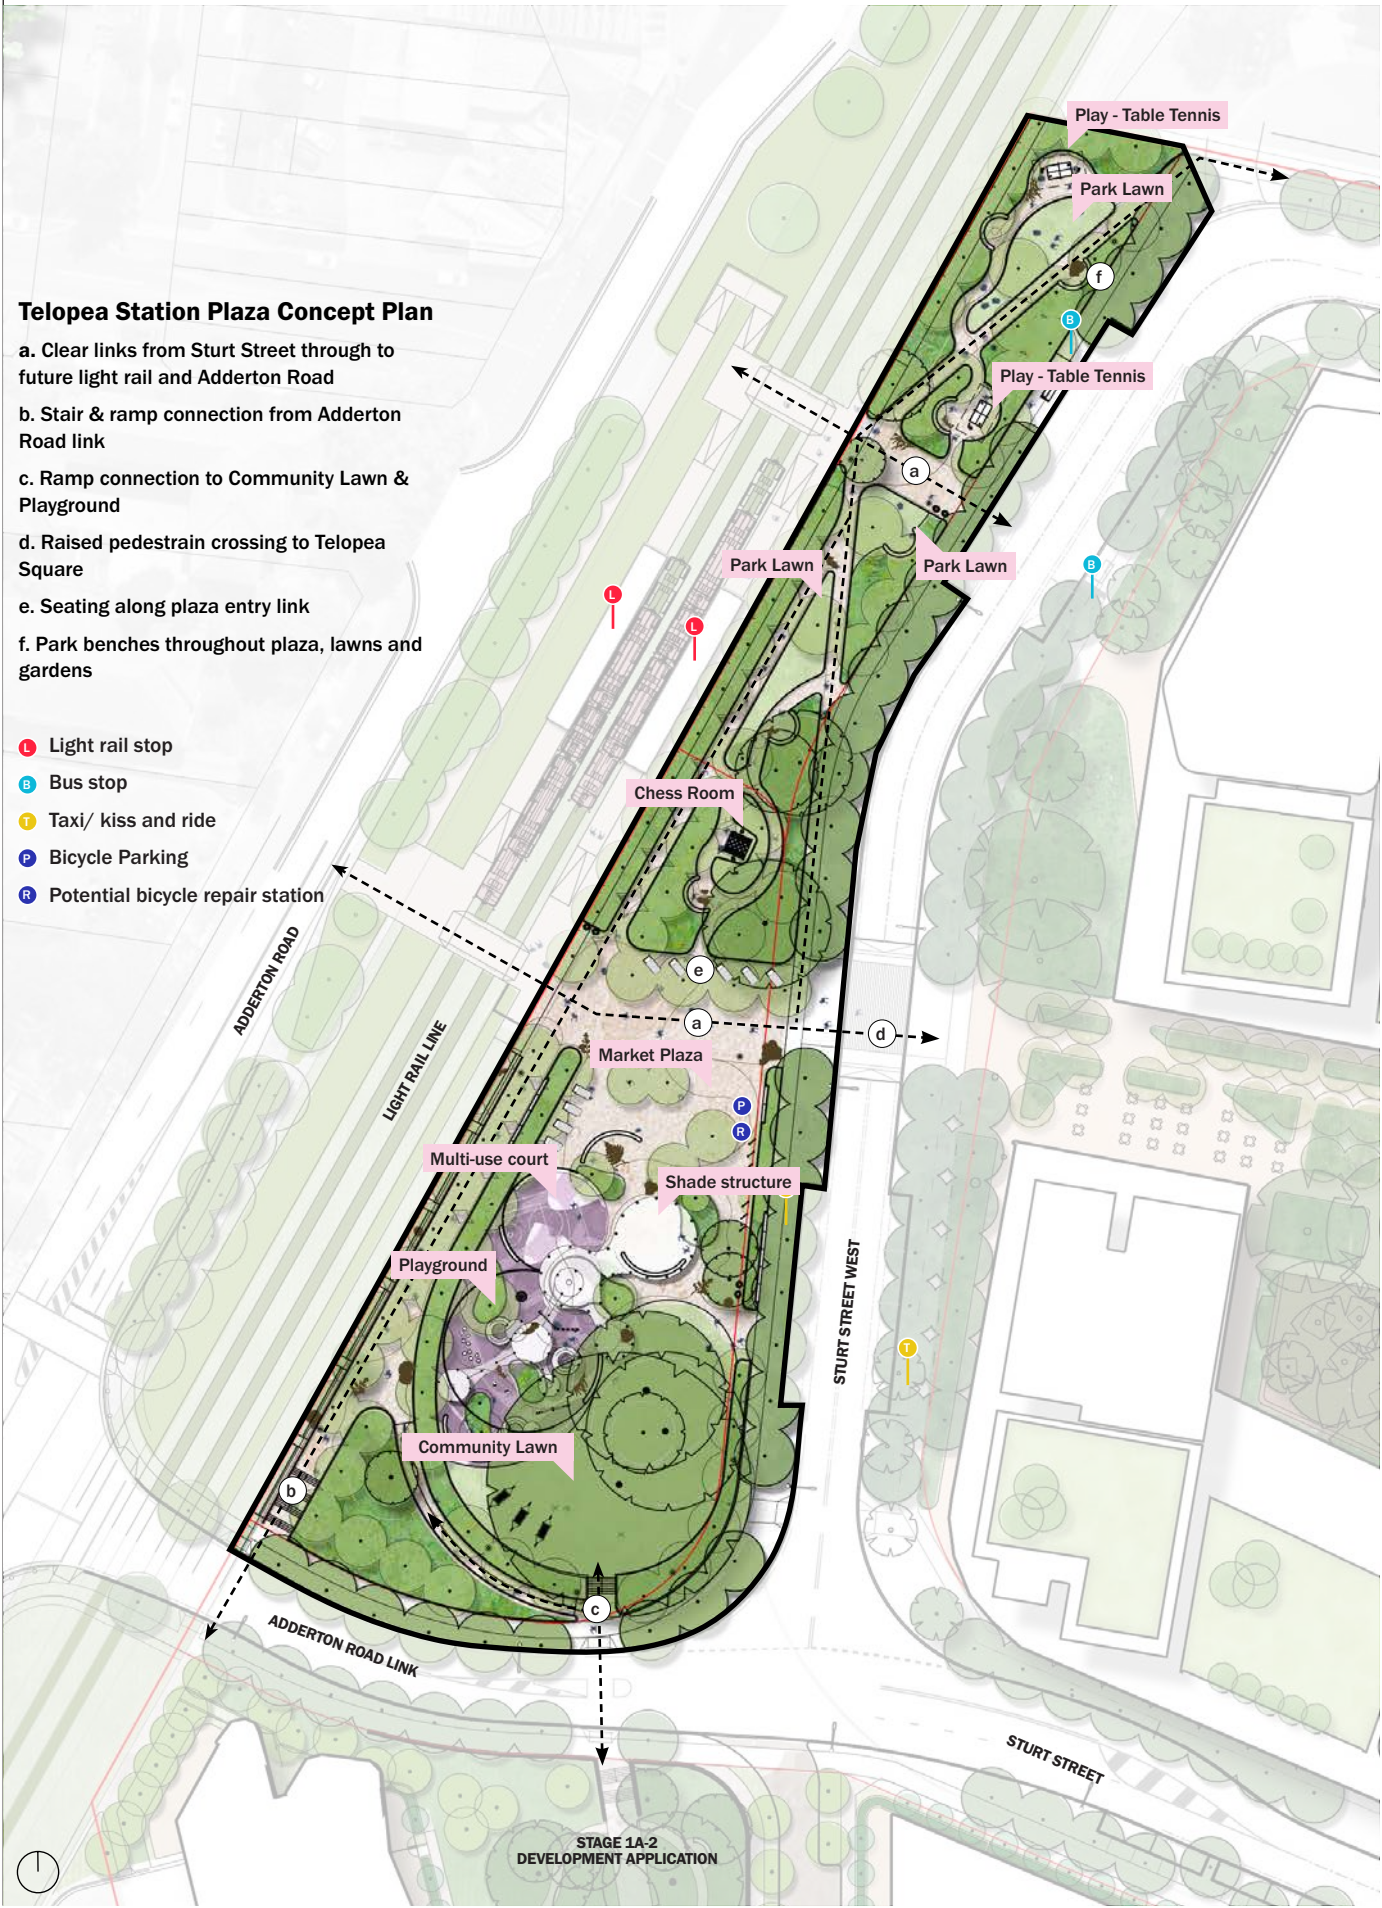 Telopea Station Plaza Concept Plan
a. Clear links from Sturt Street through to
future light rail and Adderton Road
b. Stair & ramp connection from Adderton
Road link
c. Ramp connection to Community Lawn &
Playground
d. Raised pedestrain crossing to Telopea
Square
e. Seating along plaza entry link
f. Park benches throughout plaza, lawns and
gardens
L Light rail stop
B Bus stop
T Taxi/ kiss and ride
P Bicycle Parking
R Potential bicycle repair station
Play - Table Tennis
Park Lawn
f
B
Play - Table Tennis
a
Park Lawn
Park Lawn
B
L
L
Chess Room
e
a
d
Market Plaza
P
R
Multi-use court
Shade structure
Playground
T
Community Lawn
b
c
ADDERTON ROAD
LIGHT RAIL LINE
STURT STREET WEST
ADDERTON ROAD LINK
STURT STREET
STAGE 1A-2
DEVELOPMENT APPLICATION